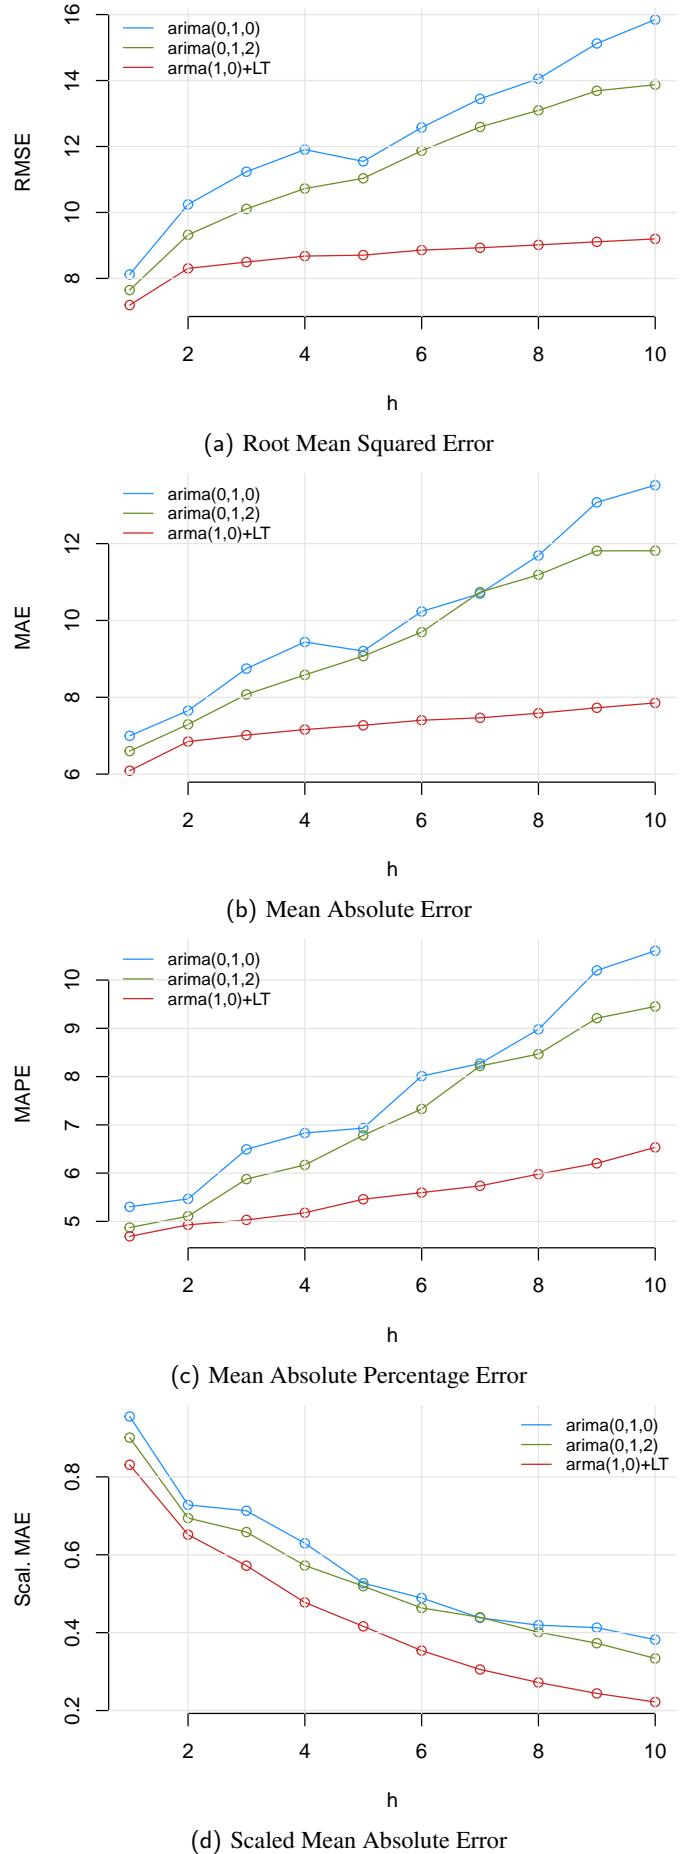 arima(0,1,0)
arima(0,1,2)
arma(1,0)+LT
RMSE
16
14
12
10
8
2 4 6 8 10
h
(a) Root Mean Squared Error
arima(0,1,0)
arima(0,1,2)
arma(1,0)+LT
MAE
12
10
8
6
2 4 6 8 10
h
(b) Mean Absolute Error
arima(0,1,0)
arima(0,1,2)
arma(1,0)+LT
MAPE
10
9
8
7
6
5
2 4 6 8 10
h
(c) Mean Absolute Percentage Error
arima(0,1,0)
arima(0,1,2)
arma(1,0)+LT
Scal. MAE
0.8
0.6
0.4
0.2
2 4 6 8 10
h
(d) Scaled Mean Absolute Error